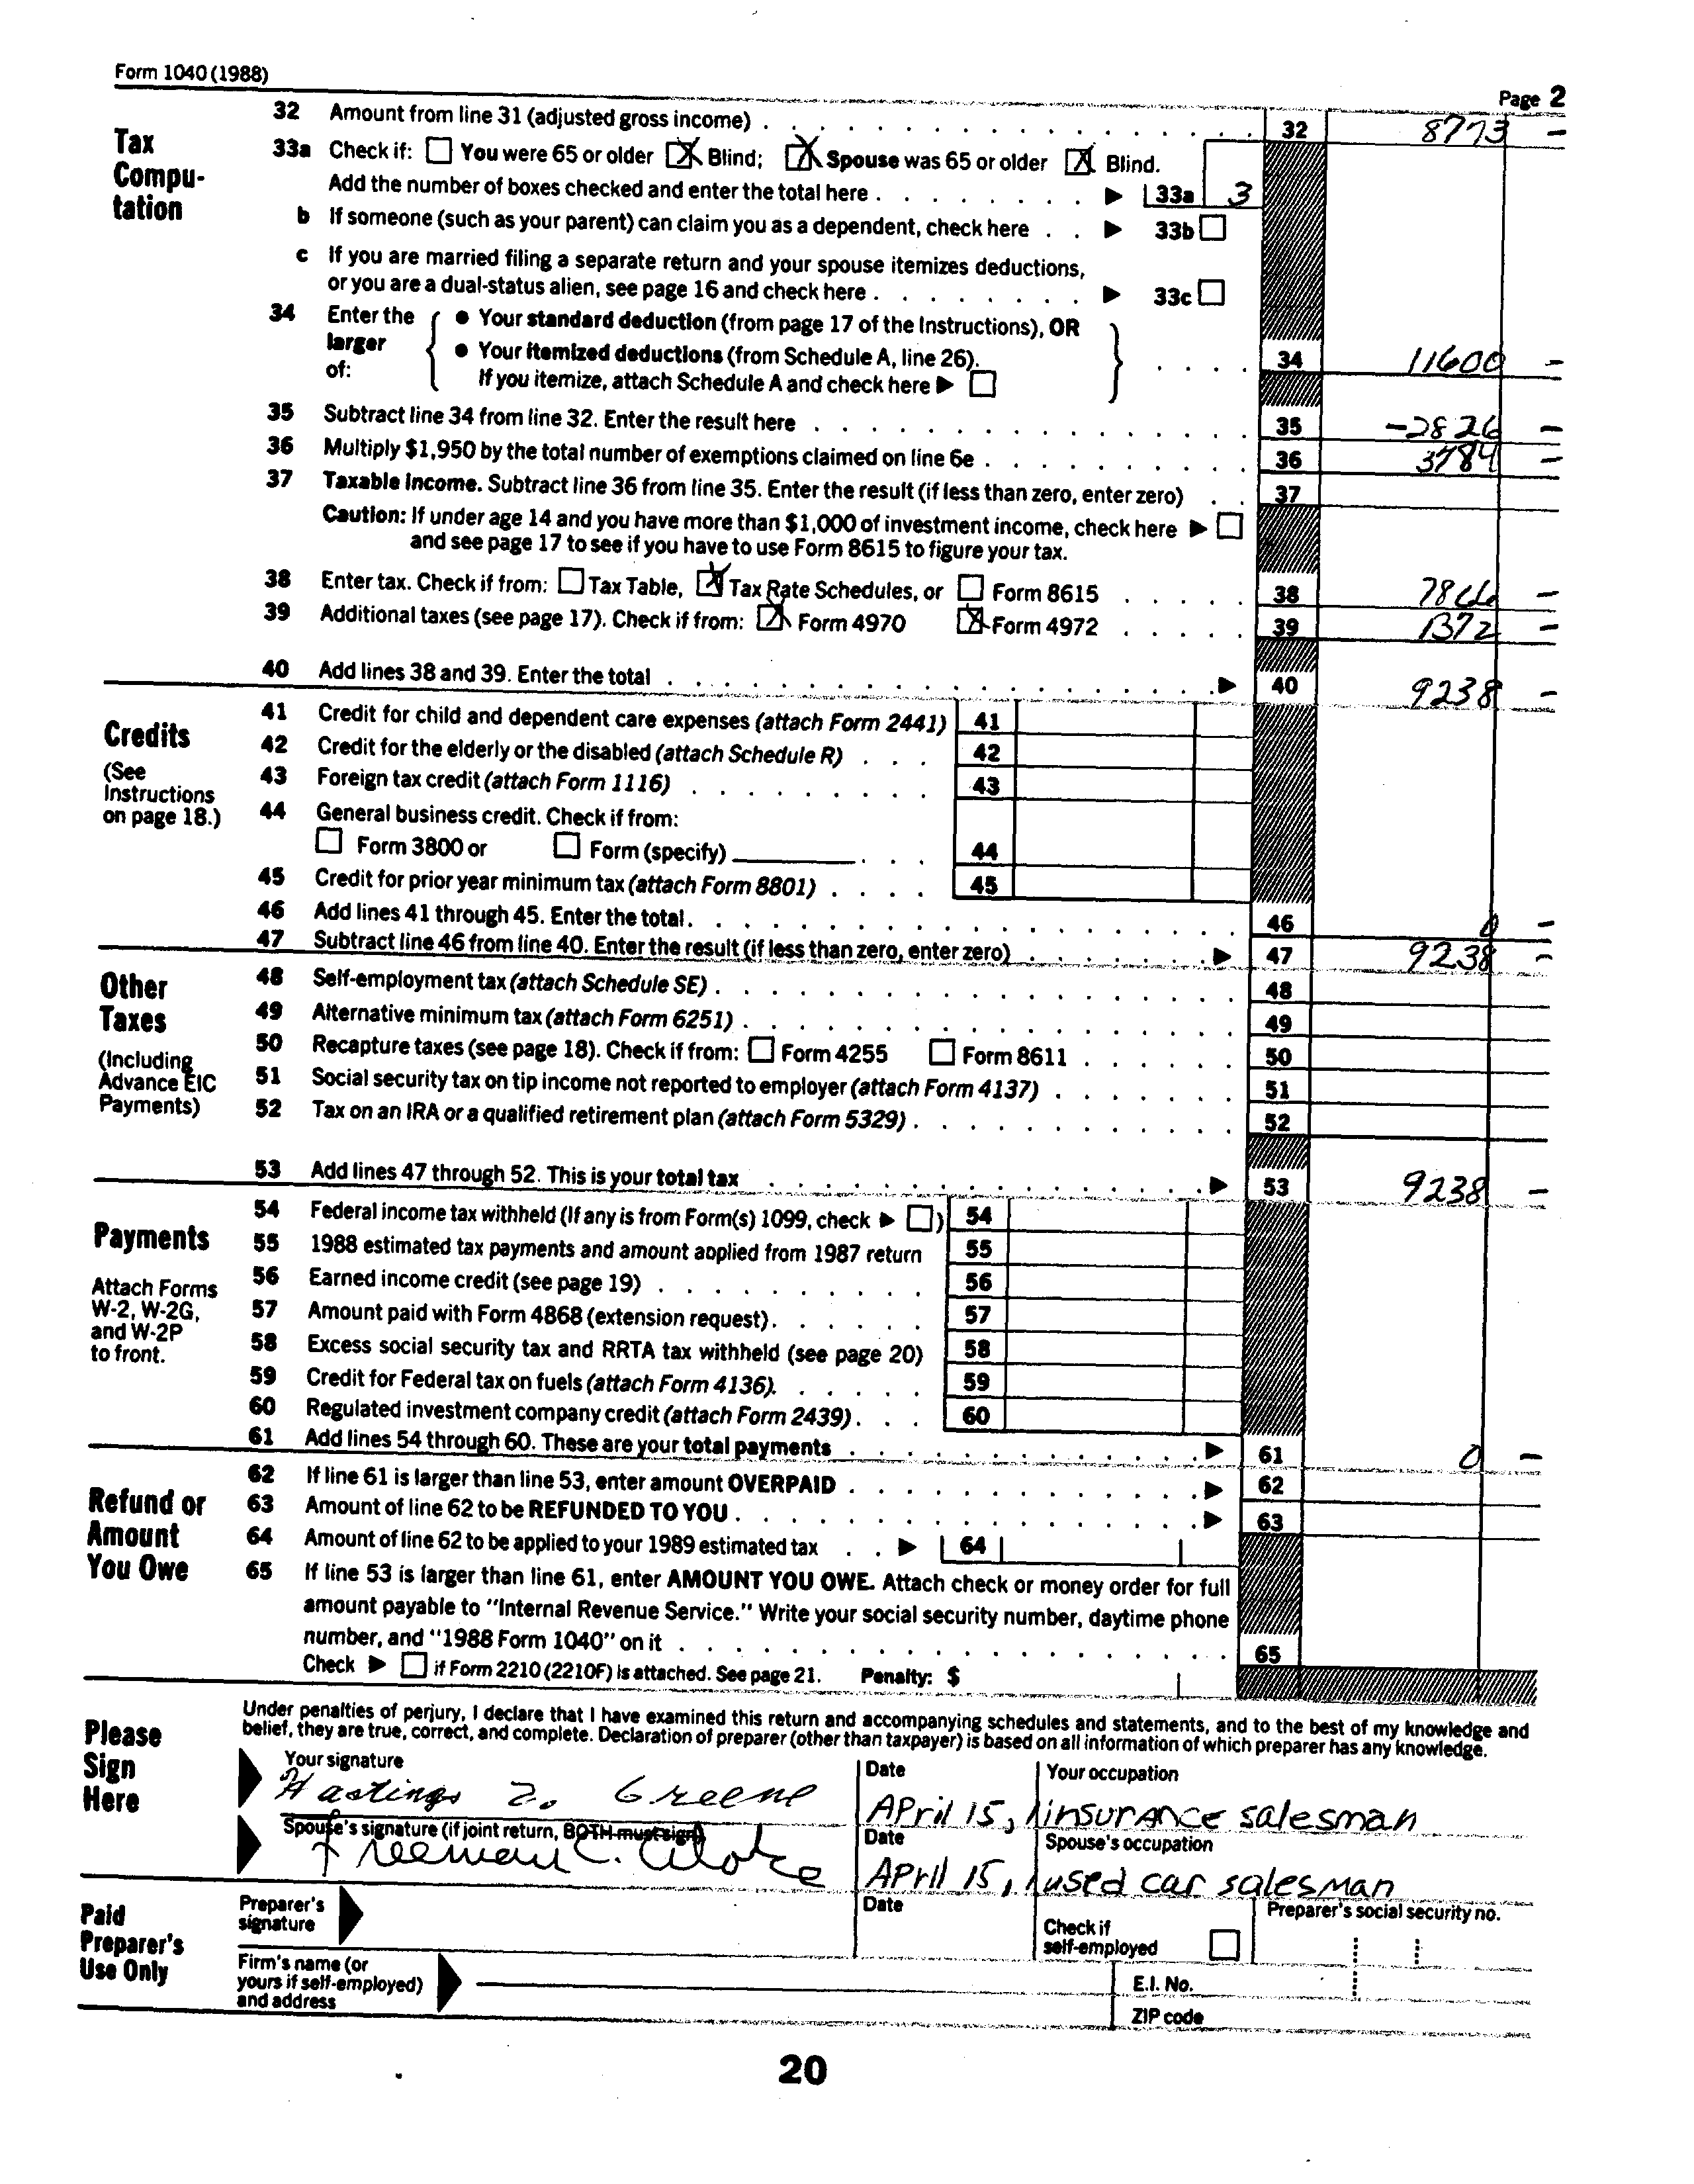 Form 1040 (1988)
Page 2
Tax Compu-
tation
32 Amount from line 31 (adjusted gross income) 32 8773 –
33a Check if: You were 65 or older X Blind; X Spouse was 65 or older X Blind.
Add the number of boxes checked and enter the total here ▶ 33a 3
b If someone (such as your parent) can claim you as a dependent, check here ▶ 33b
c If you are married filing a separate return and your spouse itemizes deductions,
or you are a dual-status alien, see page 16 and check here ▶ 33c
34 Enter the larger of:
● Your standard deduction (from page 17 of the Instructions), OR
● Your itemized deductions (from Schedule A, line 26).
If you itemize, attach Schedule A and check here ▶
34 11600 –
35 Subtract line 34 from line 32. Enter the result here 35 -2826 –
36 Multiply $1,950 by the total number of exemptions claimed on line 6e 36 3784 –
37 Taxable Income. Subtract line 36 from line 35. Enter the result (if less than zero, enter zero) 37
Caution: If under age 14 and you have more than $1,000 of investment income, check here ▶
and see page 17 to see if you have to use Form 8615 to figure your tax.
38 Enter tax. Check if from: Tax Table, X Tax Rate Schedules, or Form 8615 38 7866 –
39 Additional taxes (see page 17). Check if from: X Form 4970 X Form 4972 39 1372 –
40 Add lines 38 and 39. Enter the total ▶ 40 9238 –
Credits
(See
Instructions
on page 18.)
41 Credit for child and dependent care expenses (attach Form 2441) 41
42 Credit for the elderly or the disabled (attach Schedule R) 42
43 Foreign tax credit (attach Form 1116) 43
44 General business credit. Check if from:
Form 3800 or Form (specify) 44
45 Credit for prior year minimum tax (attach Form 8801) 45
46 Add lines 41 through 45. Enter the total 46 0 –
47 Subtract line 46 from line 40. Enter the result (if less than zero, enter zero) ▶ 47 9238 –
Other
Taxes
(Including
Advance EIC
Payments)
48 Self-employment tax (attach Schedule SE) 48
49 Alternative minimum tax (attach Form 6251) 49
50 Recapture taxes (see page 18). Check if from: Form 4255 Form 8611 50
51 Social security tax on tip income not reported to employer (attach Form 4137) 51
52 Tax on an IRA or a qualified retirement plan (attach Form 5329) 52
53 Add lines 47 through 52. This is your total tax ▶ 53 9238 –
Payments
Attach Forms
W-2, W-2G,
and W-2P
to front.
54 Federal income tax withheld (If any is from Form(s) 1099, check ▶ ) 54
55 1988 estimated tax payments and amount applied from 1987 return 55
56 Earned income credit (see page 19) 56
57 Amount paid with Form 4868 (extension request) 57
58 Excess social security tax and RRTA tax withheld (see page 20) 58
59 Credit for Federal tax on fuels (attach Form 4136) 59
60 Regulated investment company credit (attach Form 2439) 60
61 Add lines 54 through 60. These are your total payments ▶ 61 0 –
Refund or
Amount
You Owe
62 If line 61 is larger than line 53, enter amount OVERPAID ▶ 62
63 Amount of line 62 to be REFUNDED TO YOU ▶ 63
64 Amount of line 62 to be applied to your 1989 estimated tax ▶ 64
65 If line 53 is larger than line 61, enter AMOUNT YOU OWE. Attach check or money order for full
amount payable to "Internal Revenue Service." Write your social security number, daytime phone
number, and "1988 Form 1040" on it 65
Check ▶ if Form 2210 (2210F) is attached. See page 21. Penalty: $
Please
Sign
Here
Under penalties of perjury, I declare that I have examined this return and accompanying schedules and statements, and to the best of my knowledge and
belief, they are true, correct, and complete. Declaration of preparer (other than taxpayer) is based on all information of which preparer has any knowledge.
Your signature Date Your occupation
Hastings Greene APril 15, insurance salesman
Spouse's signature (if joint return, BOTH must sign) Date Spouse's occupation
Freeman C. APril 15, used car salesman
Paid
Preparer's
Use Only
Preparer's
signature
Date
Check if
self-employed
Preparer's social security no.
Firm's name (or
yours if self-employed)
and address
E.I. No.
ZIP code
20